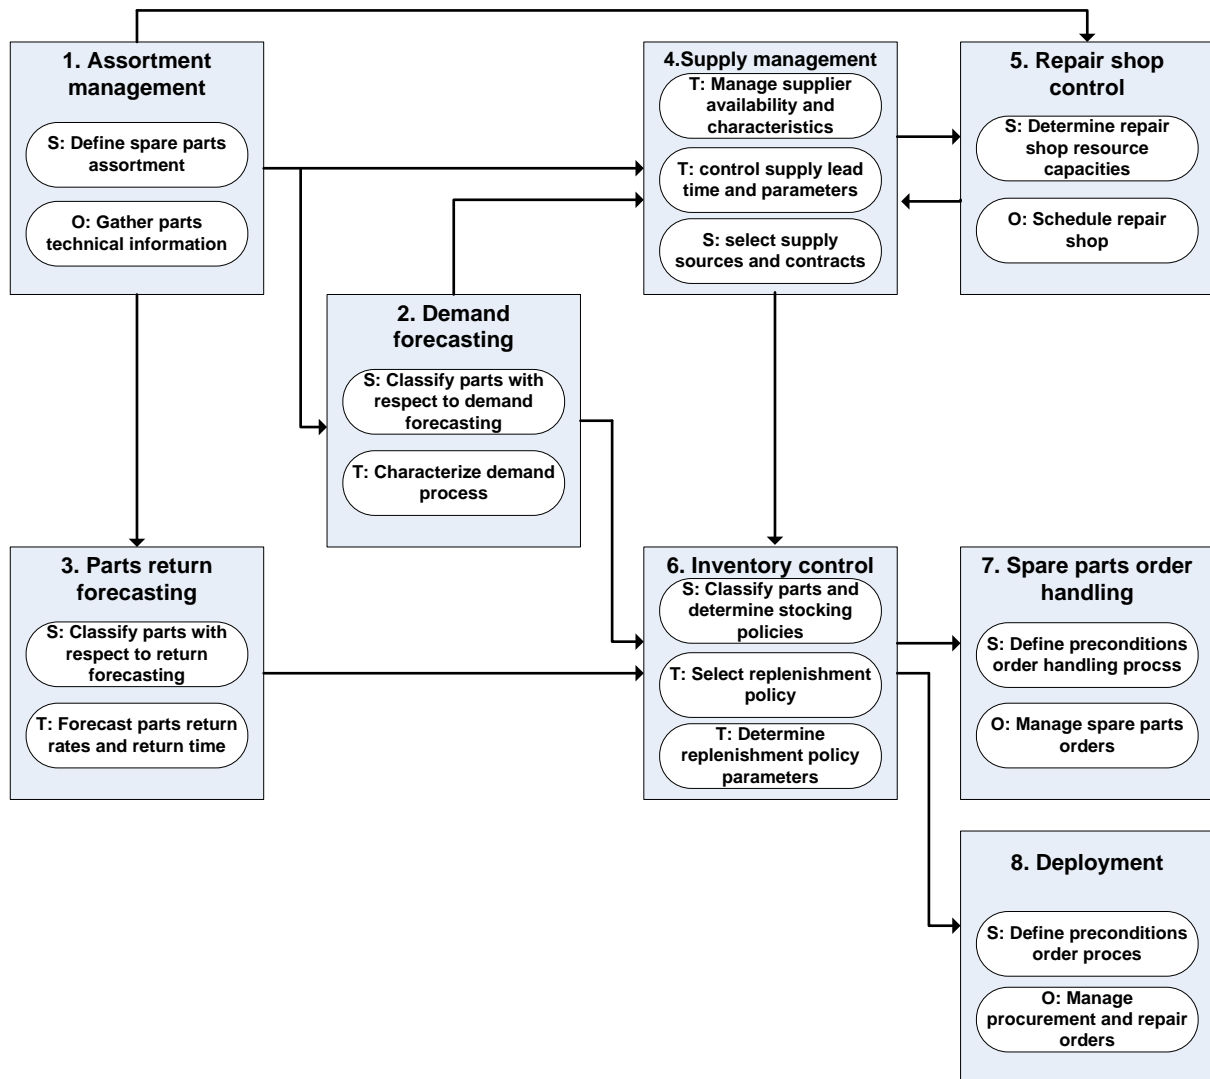 1. Assortment
management
S: Define spare parts
assortment
O: Gather parts
technical information
4.Supply management
T: Manage supplier
availability and
characteristics
T: control supply lead
time and parameters
S: select supply
sources and contracts
5. Repair shop
control
S: Determine repair
shop resource
capacities
O: Schedule repair
shop
2. Demand
forecasting
S: Classify parts with
respect to demand
forecasting
T: Characterize demand
process
3. Parts return
forecasting
S: Classify parts with
respect to return
forecasting
T: Forecast parts return
rates and return time
6. Inventory control
S: Classify parts and
determine stocking
policies
T: Select replenishment
policy
T: Determine
replenishment policy
parameters
7. Spare parts order
handling
S: Define preconditions
order handling procss
O: Manage spare parts
orders
8. Deployment
S: Define preconditions
order proces
O: Manage
procurement and repair
orders